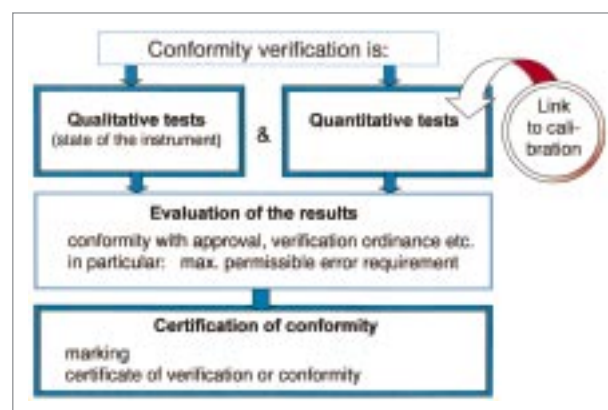 Conformity verification is:
Qualitative tests
(state of the instrument)
&
Quantitative tests
Link
to cali-
bration
Evaluation of the results
conformity with approval, verification ordinance etc.
in particular: max. permissible error requirement
Certification of conformity
marking
certificate of verification or conformity